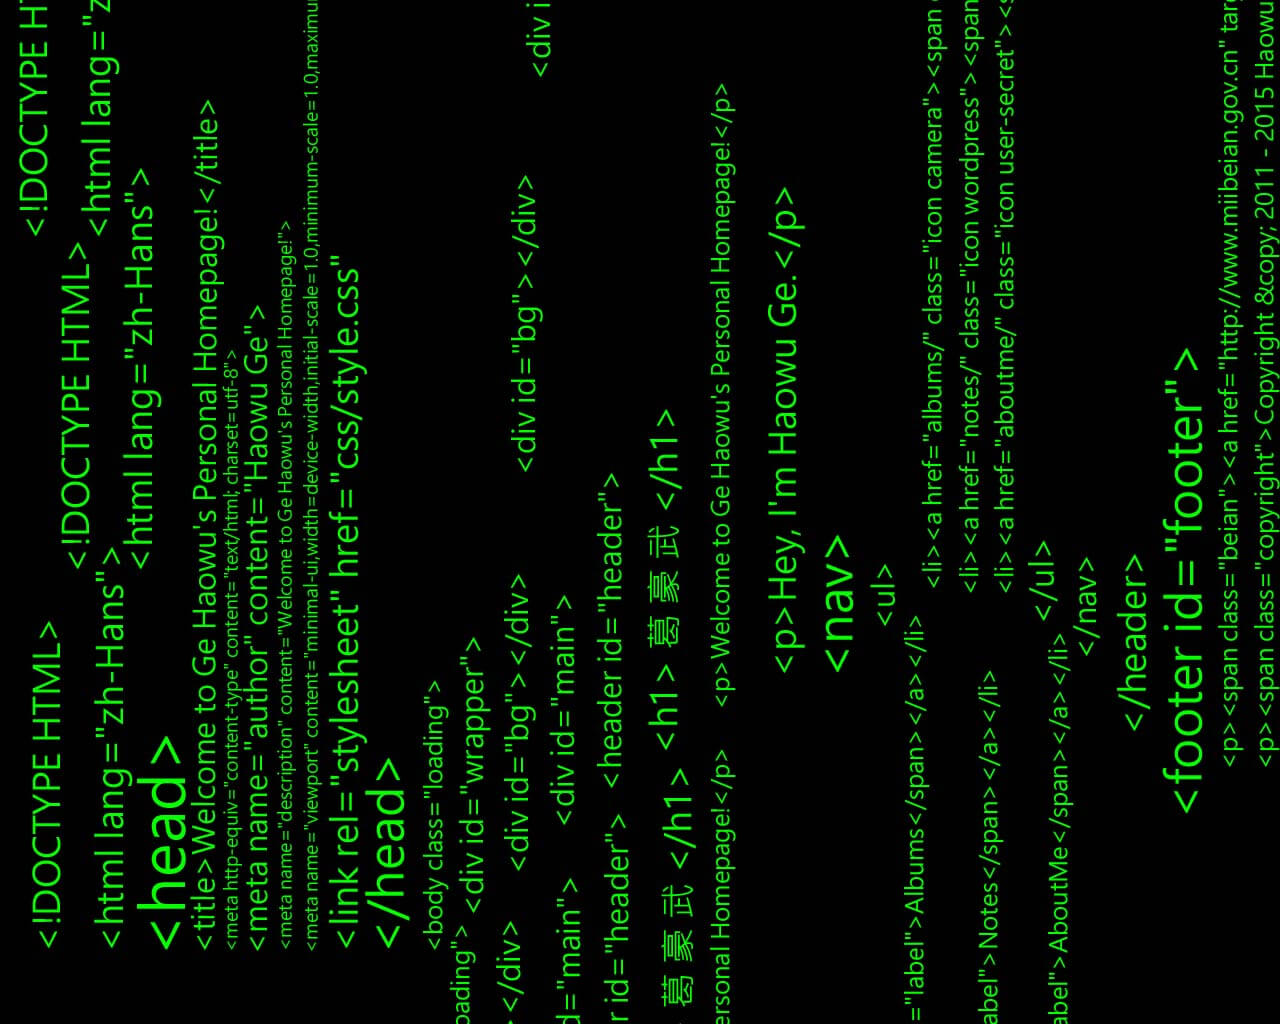 <!DOCTYPE HT
<!DOCTYPE HTML>
<!DOCTYPE HTML>
<html lang="z
<html lang="zh-Hans">
<html lang="zh-Hans">
<head>
<title>Welcome to Ge Haowu's Personal Homepage!</title>
<meta http-equiv="content-type" content="text/html; charset=utf-8">
<meta name="author" content="Haowu Ge">
<meta name="description" content="Welcome to Ge Haowu's Personal Homepage!">
<meta name="viewport" content="minimal-ui,width=device-width,initial-scale=1.0,minimum-scale=1.0,maximu
<link rel="stylesheet" href="css/style.css"
</head>
<body class="loading">
oading">
<div id="wrapper">
></div>
<div id="bg"></div>
<div id="bg"></div>
<div i
<div id="main">
d="main">
<header id="header">
r id="header">
<h1> 葛 豪 武 </h1>
葛 豪 武 </h1>
<p>Welcome to Ge Haowu's Personal Homepage!</p>
ersonal Homepage!</p>
<p>Hey, I'm Haowu Ge.</p>
<nav>
<ul>
="label">Albums</span></a></li>
<li><a href="albums/" class="icon camera"><span
<li><a href="notes/" class="icon wordpress"><span
abel">Notes</span></a></li>
<li><a href="aboutme/" class="icon user-secret"><s
</ul>
abel">AboutMe</span></a></li>
</nav>
</header>
<footer id="footer">
<p><span class="beian"><a href="http://www.miibeian.gov.cn" targ
<p><span class="copyright">Copyright &copy; 2011 - 2015 Haowu